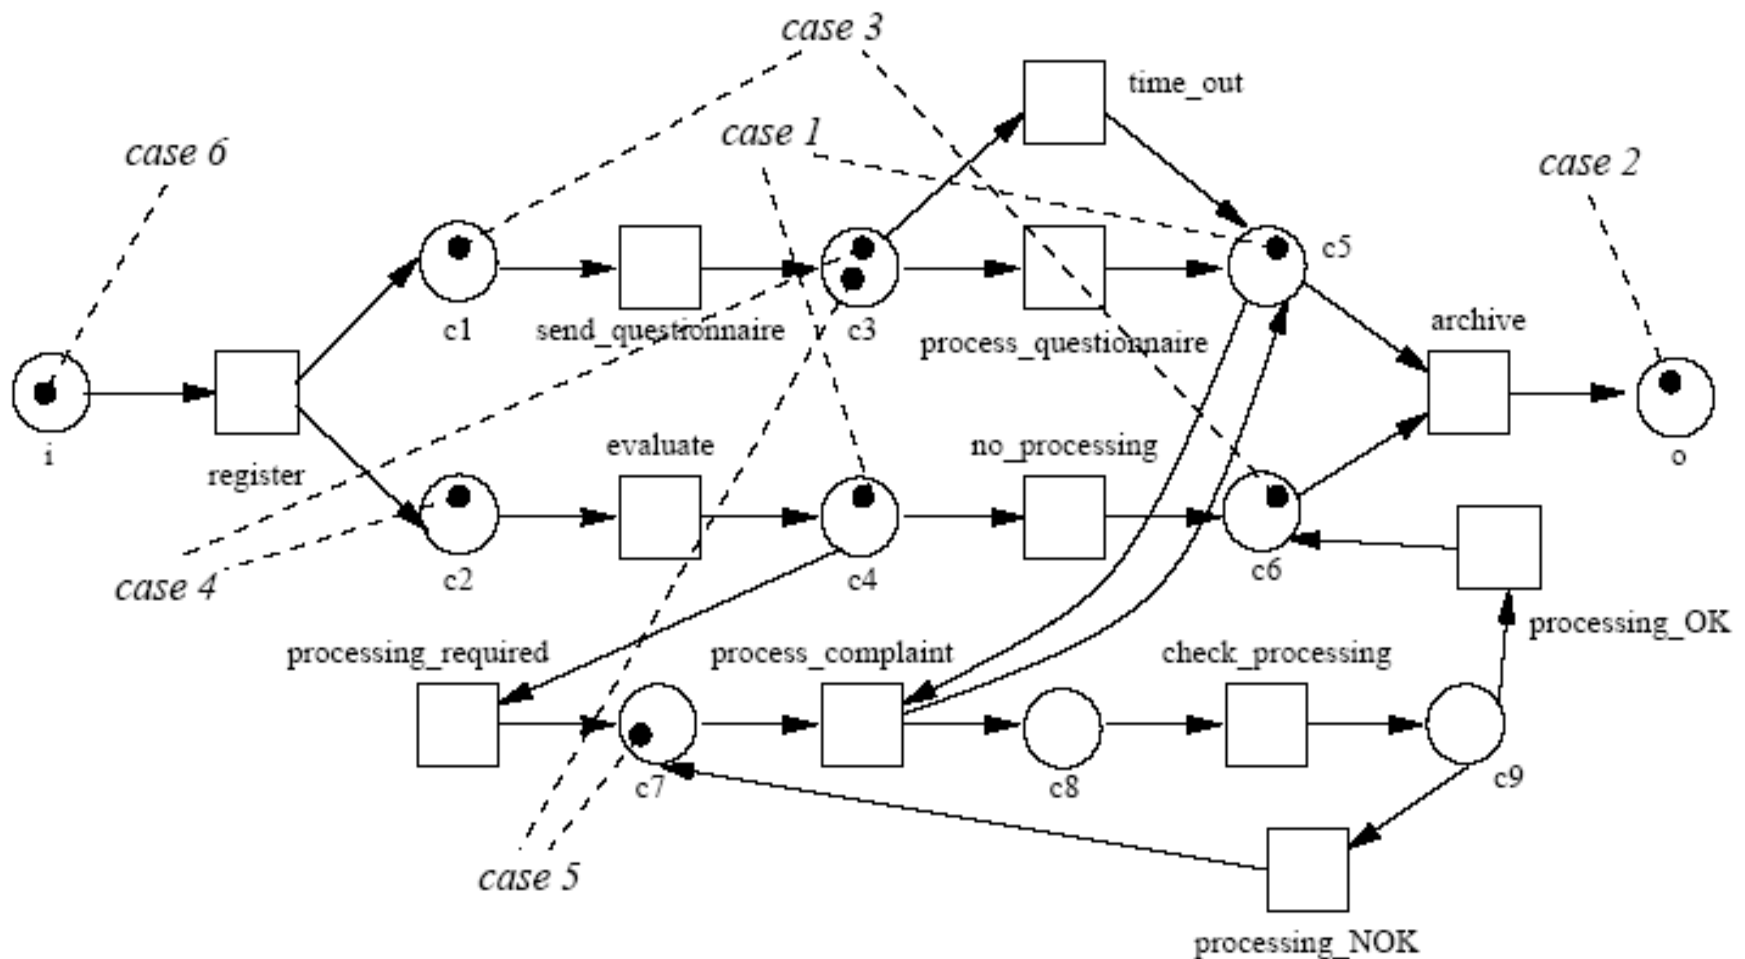 case 3
time_out
case 1
case 6
case 2
c5
c1
send_questionnaire
c3
process_questionnaire
archive
i
register
evaluate
no_processing
o
case 4
c2
c4
c6
processing_OK
processing_required
process_complaint
check_processing
c7
c8
c9
case 5
processing_NOK